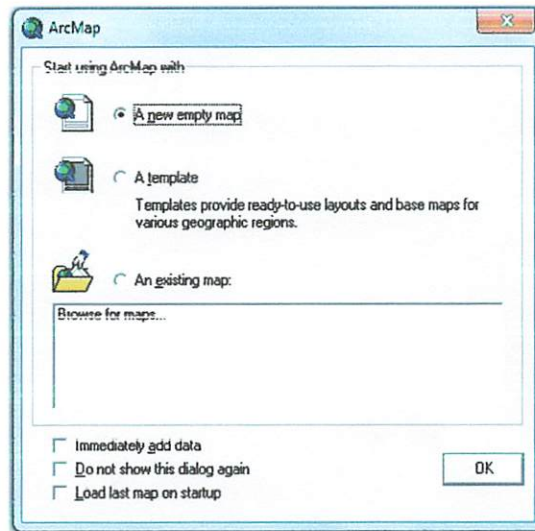 ArcMap
Start using ArcMap with
A new empty map
A template
Templates provide ready-to-use layouts and base maps for
various geographic regions.
An existing map:
Browse for maps...
Immediately add data
Do not show this dialog again
OK
Load last map on startup